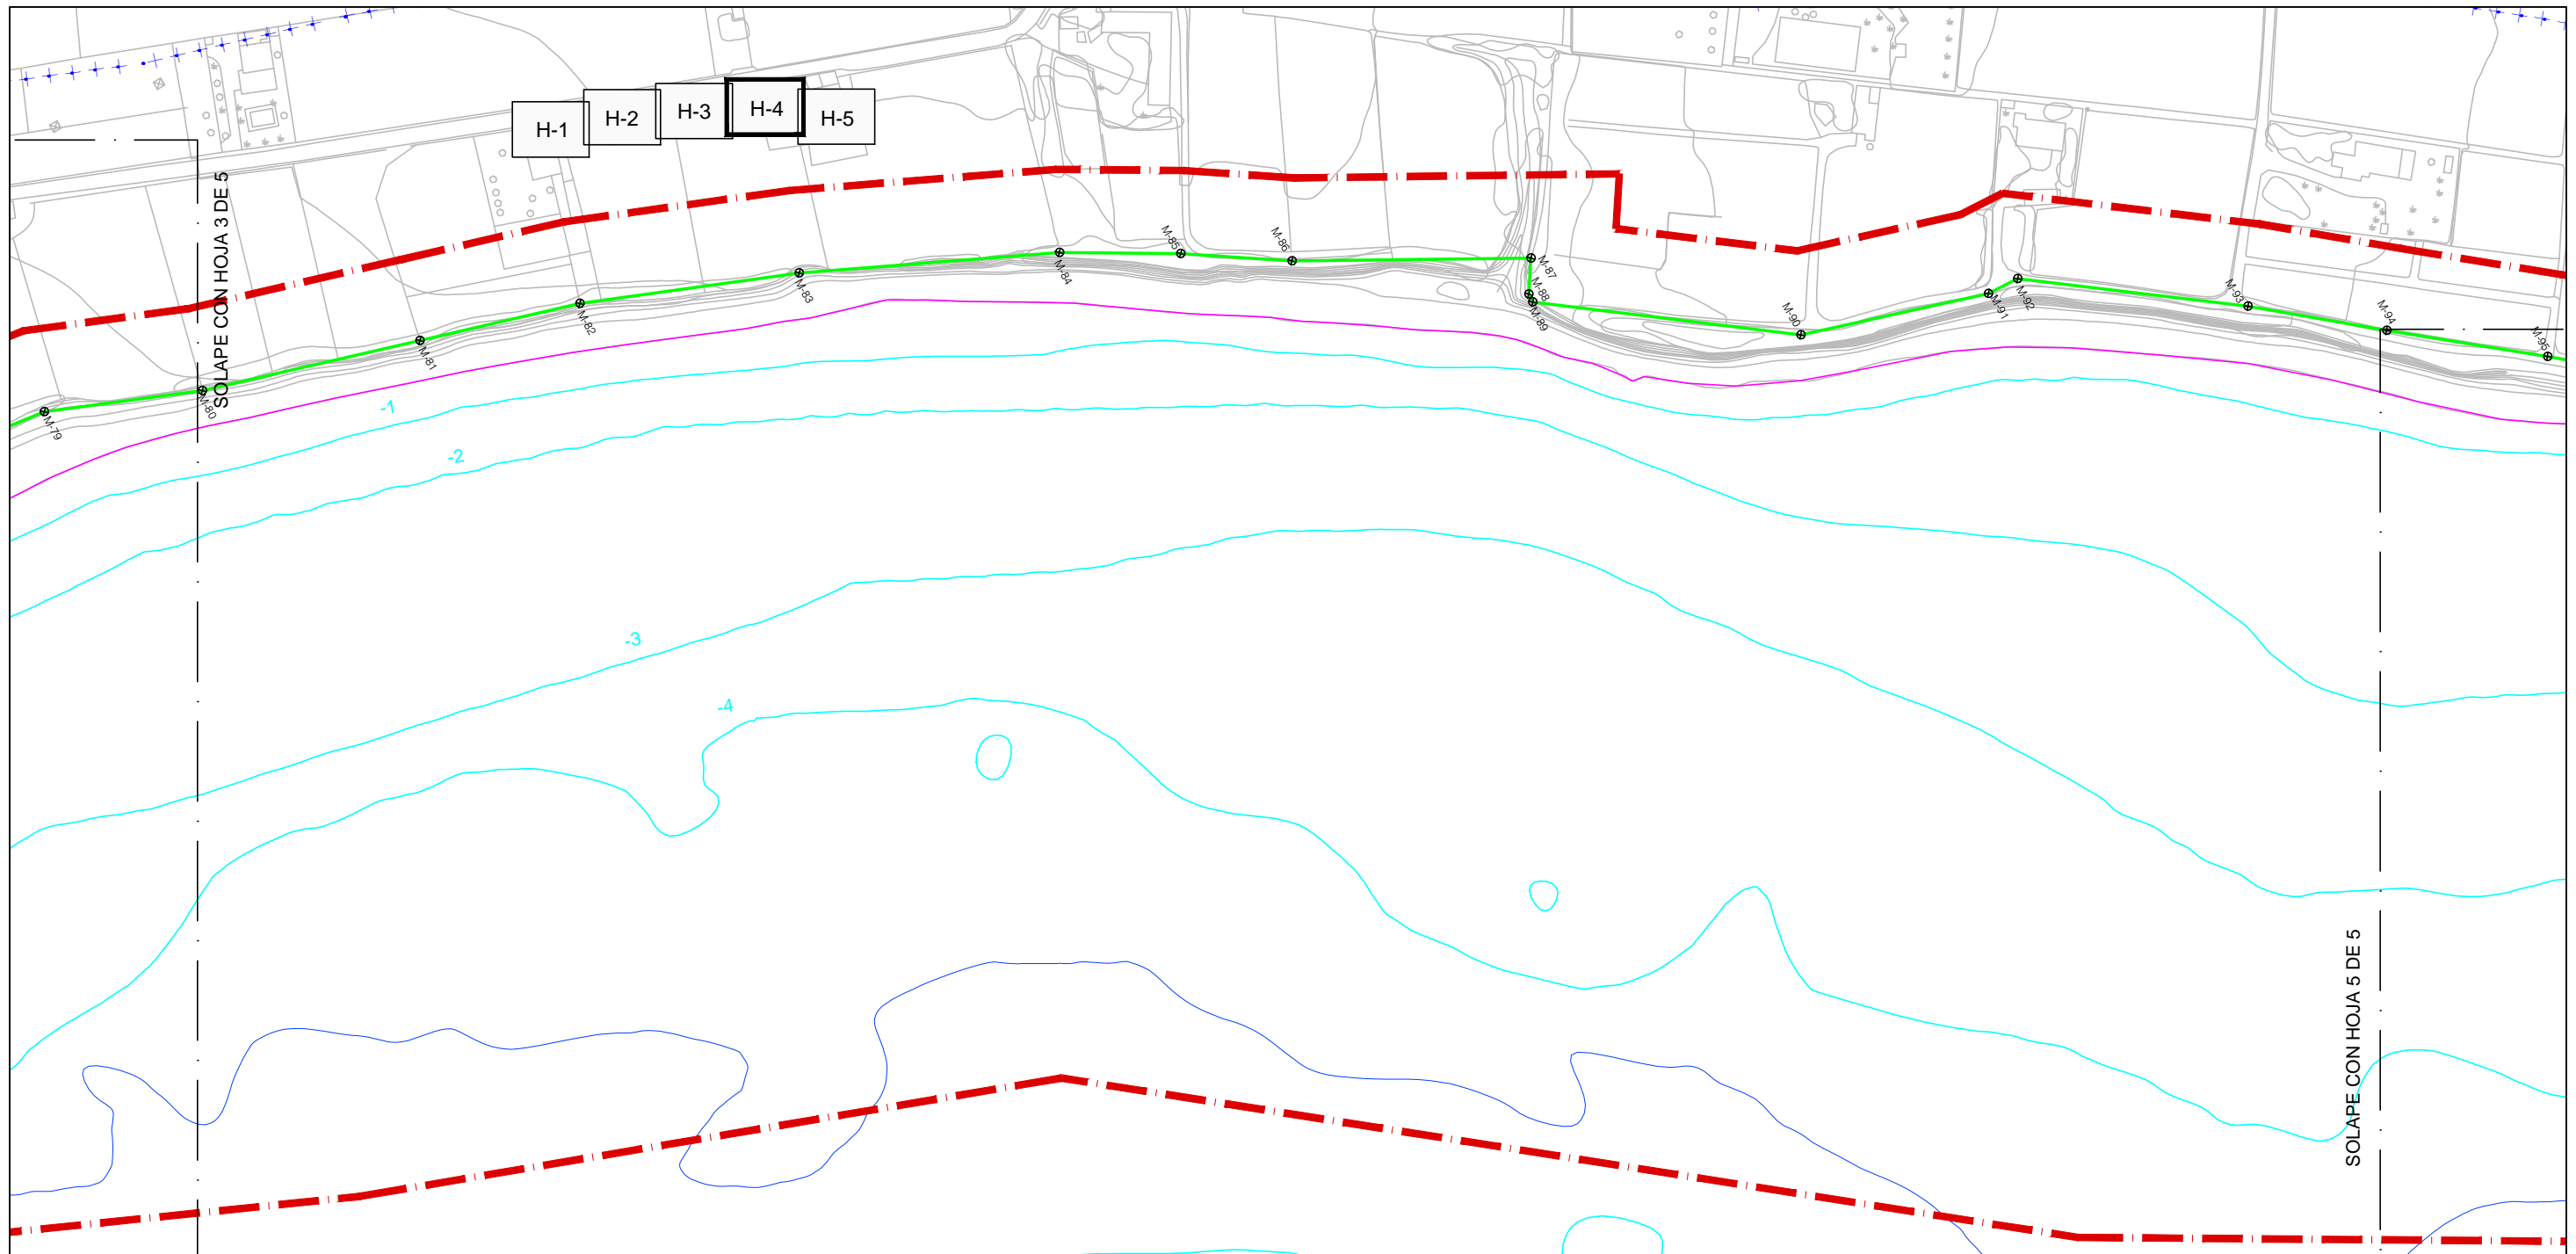 H-1
H-2
H-3
H-4
H-5
SOLAPE CON HOJA 3 DE 5
M-79
M-80
M-81
M-82
M-83
M-84
M-85
M-86
M-87
M-88
M-89
M-90
M-91
M-92
M-93
M-94
M-95
-1
-2
-3
-4
SOLAPE CON HOJA 5 DE 5